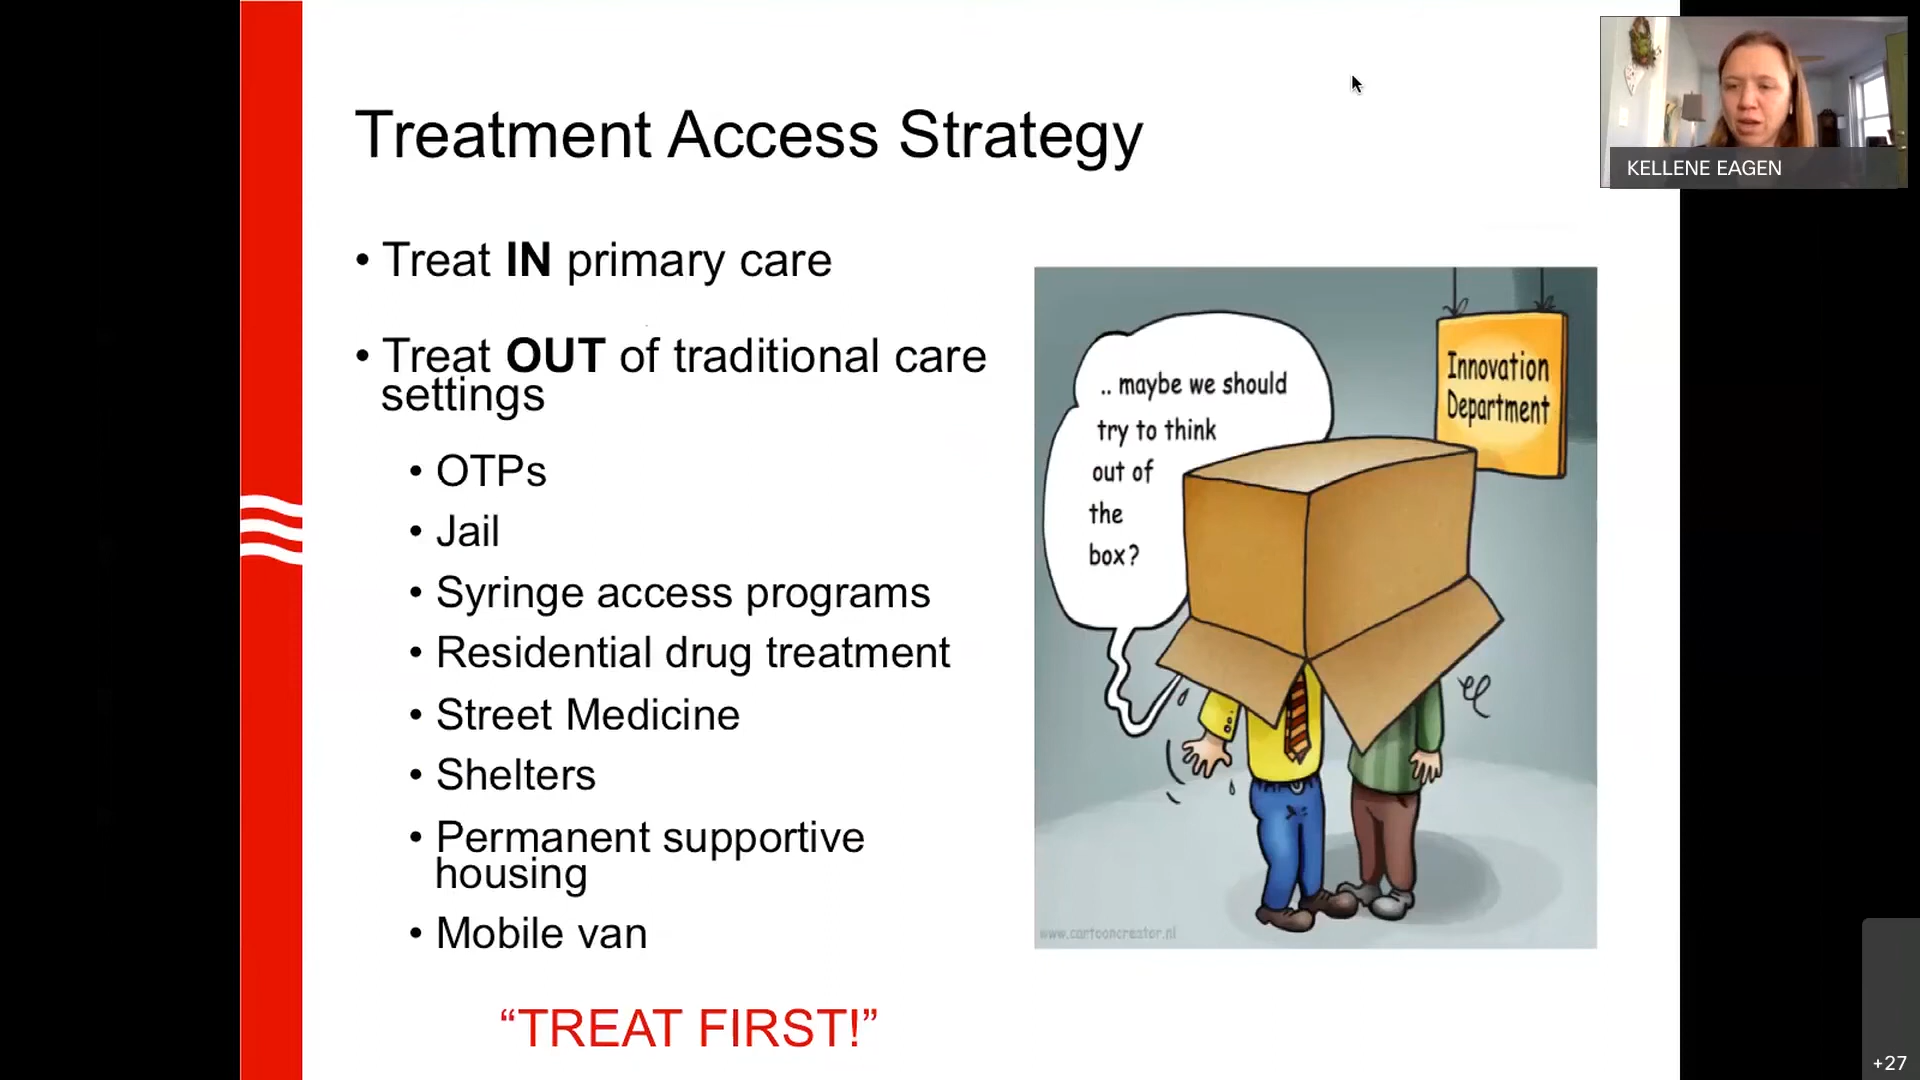 Treatment Access Strategy
• Treat IN primary care
• Treat OUT of traditional care
settings
• OTPs
• Jail
• Syringe access programs
• Residential drug treatment
• Street Medicine
• Shelters
• Permanent supportive
housing
• Mobile van
“TREAT FIRST!”
.. maybe we should
try to think
out of
the
box?
Innovation
Department
www.cartooncreator.nl
KELLENE EAGEN
+27